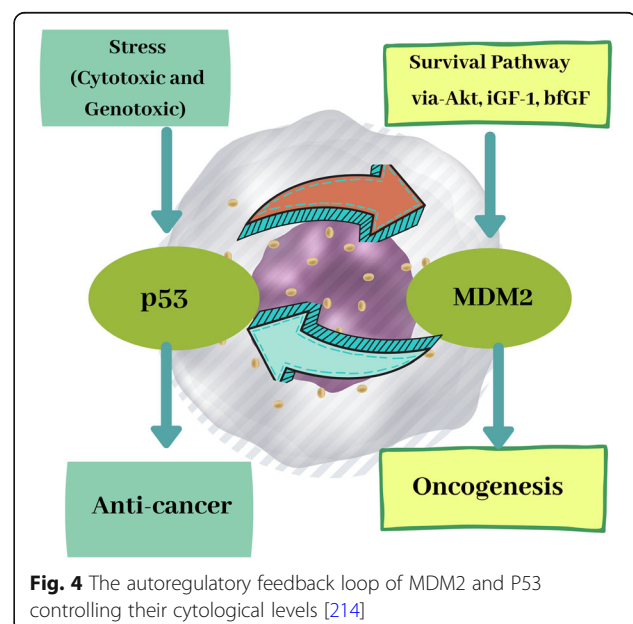 Stress
(Cytotoxic and
Genotoxic)
Survival Pathway
via-Akt, iGF-1, bfGF
p53
MDM2
Anti-cancer
Oncogenesis
Fig. 4 The autoregulatory feedback loop of MDM2 and P53
controlling their cytological levels [214]